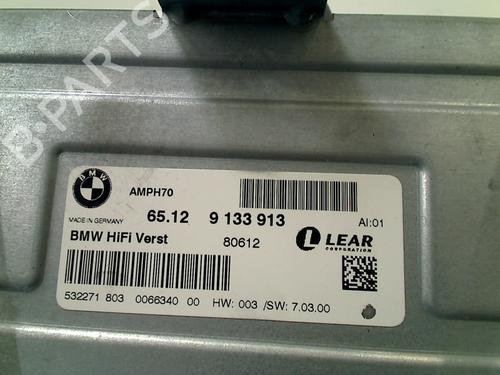 B-PARTS
BMW
AMPH70
MADE IN GERMANY
65.12 9 133 913
AI:01
BMW HiFi Verst
80612
LEAR
CORPORATION
532271 803 0066340 00 HW: 003 /SW: 7.03.00